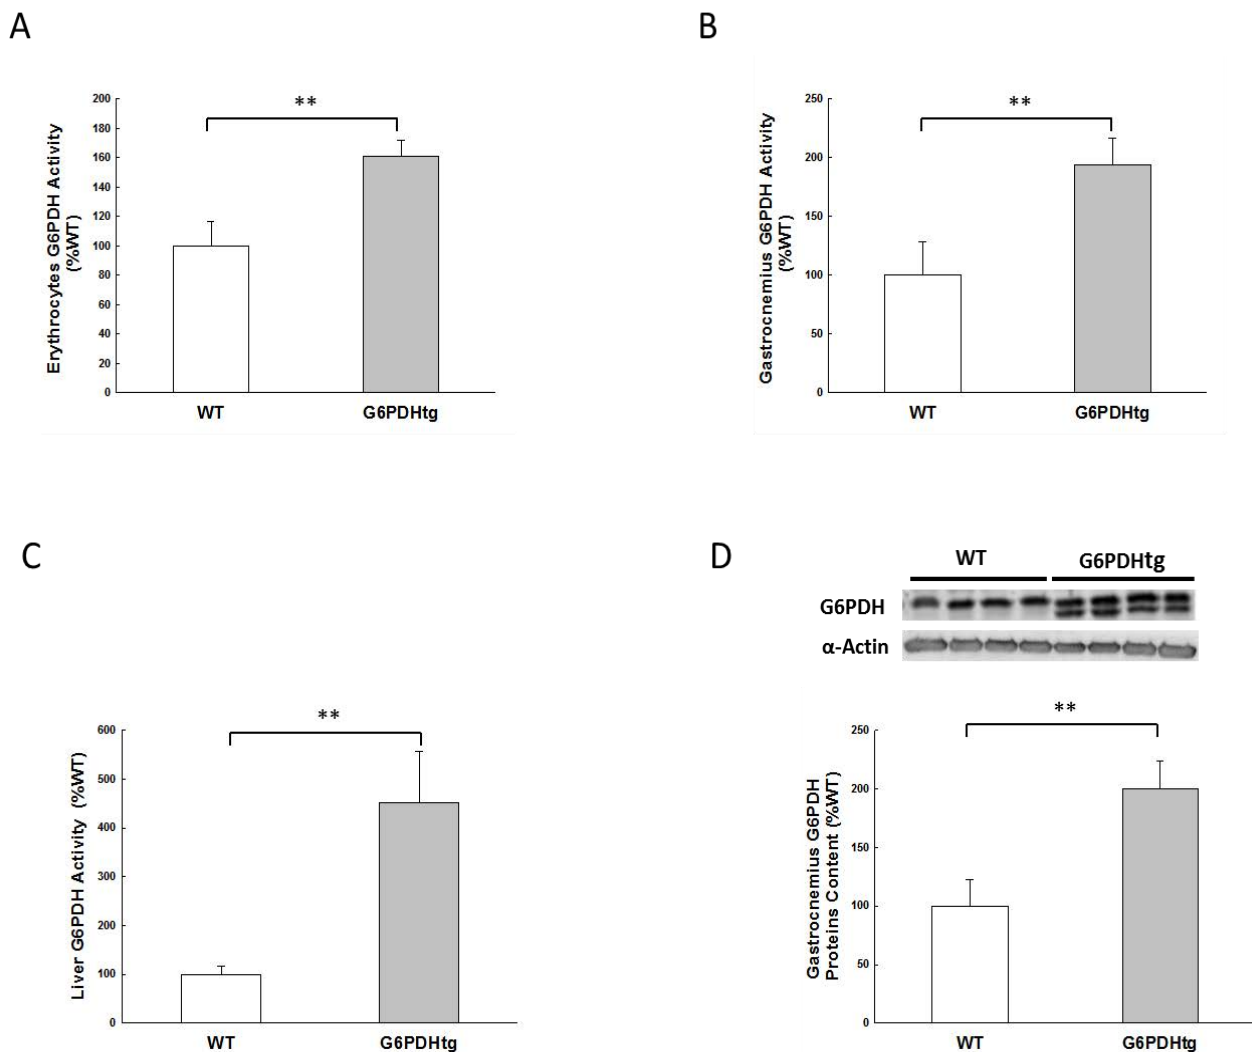 A
Erythrocytes G6PDH Activity
(%WT)
200
180
160
140
120
100
80
60
40
20
0
**
WT
G6PDHtg
B
Gastrocnemius G6PDH Activity
(%WT)
250
200
150
100
50
0
**
WT
G6PDHtg
C
Liver G6PDH Activity (%WT)
600
500
400
300
200
100
0
**
WT
G6PDHtg
D
WT
G6PDHtg
G6PDH
α-Actin
Gastrocnemius G6PDH
Proteins Content (%WT)
250
200
150
100
50
0
**
WT
G6PDHtg